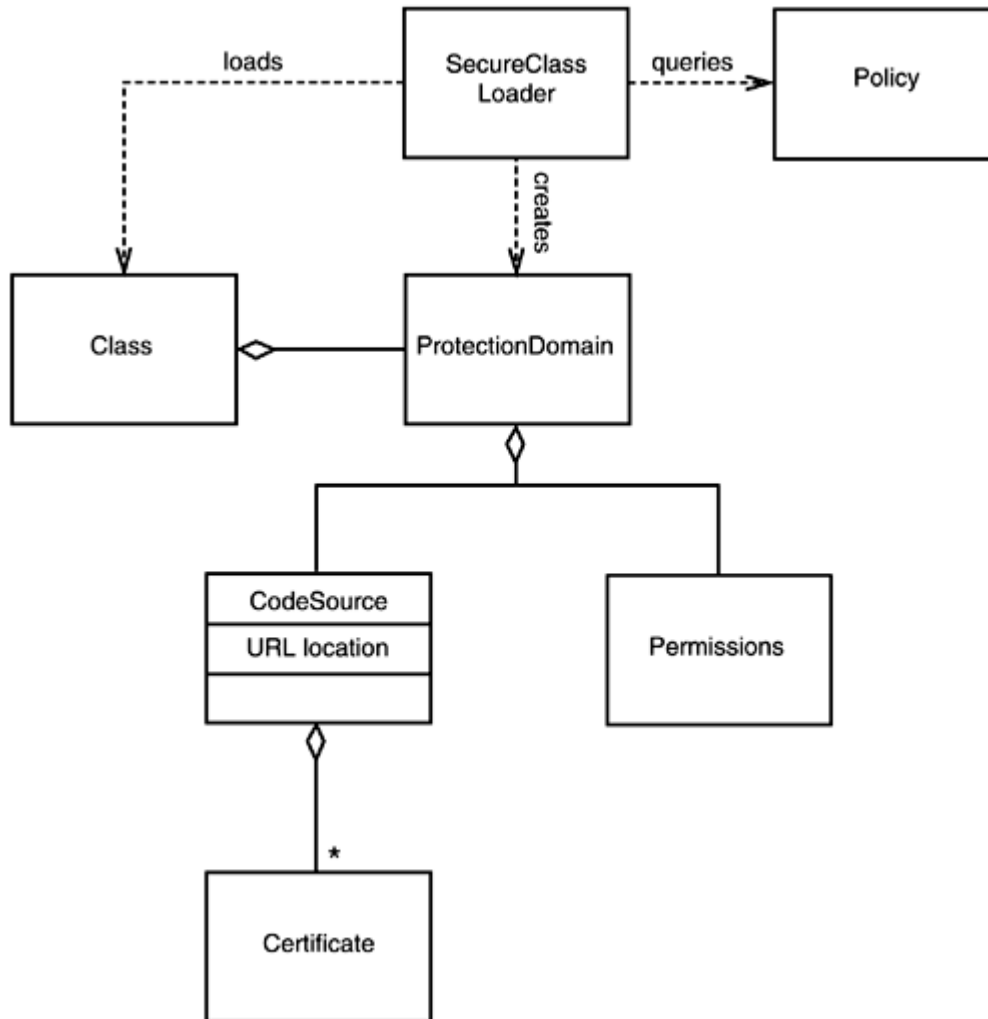 loads
SecureClass
Loader
queries
Policy
creates
Class
ProtectionDomain
CodeSource
URL location
Permissions
*
Certificate